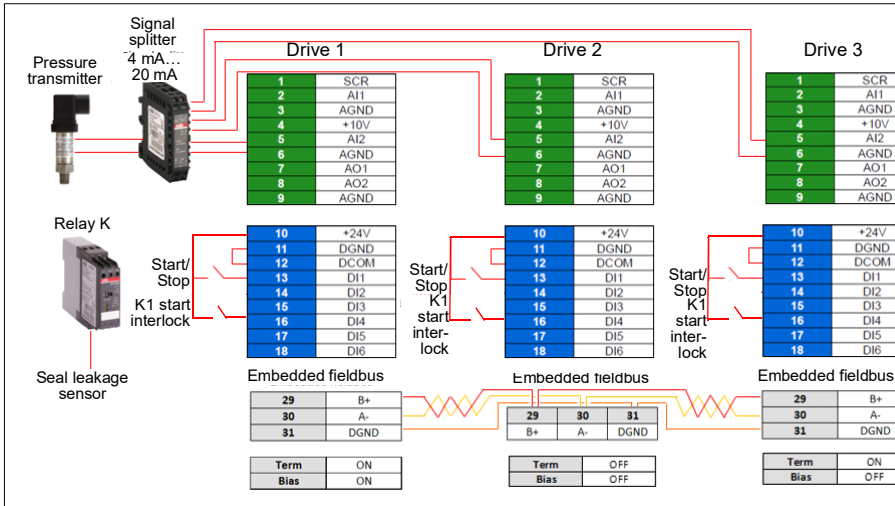 Signal
splitter
4 mA…
20 mA
Pressure
transmitter
Drive 1
Drive 2
Drive 3
1 SCR
2 AI1
3 AGND
4 +10V
5 AI2
6 AGND
7 AO1
8 AO2
9 AGND
1 SCR
2 AI1
3 AGND
4 +10V
5 AI2
6 AGND
7 AO1
8 AO2
9 AGND
1 SCR
2 AI1
3 AGND
4 +10V
5 AI2
6 AGND
7 AO1
8 AO2
9 AGND
Relay K
Seal leakage
sensor
Start/
Stop
K1 start
interlock
10 +24V
11 DGND
12 DCOM
13 DI1
14 DI2
15 DI3
16 DI4
17 DI5
18 DI6
Start/
Stop
K1
start
inter-
lock
10 +24V
11 DGND
12 DCOM
13 DI1
14 DI2
15 DI3
16 DI4
17 DI5
18 DI6
Start/
Stop
K1
start
inter-
lock
10 +24V
11 DGND
12 DCOM
13 DI1
14 DI2
15 DI3
16 DI4
17 DI5
18 DI6
Embedded fieldbus
29 B+
30 A-
31 DGND
Term ON
Bias ON
Embedded fieldbus
29 30 31
B+ A- DGND
Term OFF
Bias OFF
Embedded fieldbus
29 B+
30 A-
31 DGND
Term ON
Bias OFF